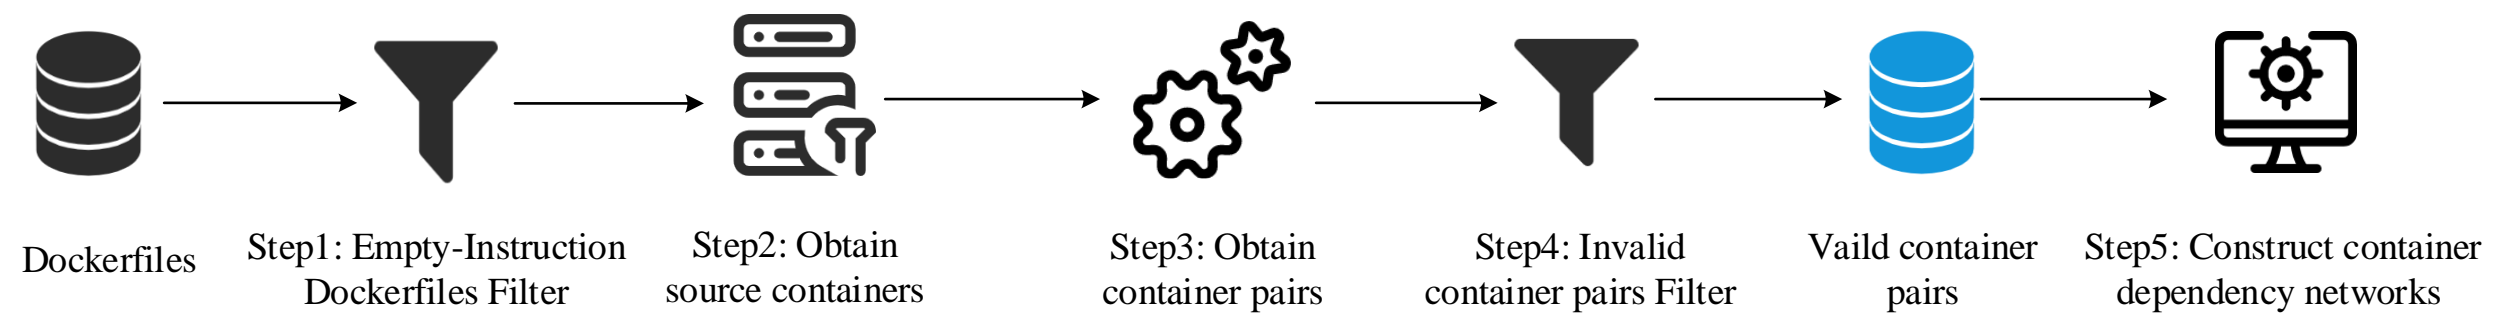 Dockerfiles
Step1: Empty-Instruction
Dockerfiles Filter
Step2: Obtain
source containers
Step3: Obtain
container pairs
Step4: Invalid
container pairs Filter
Vaild container
pairs
Step5: Construct container
dependency networks